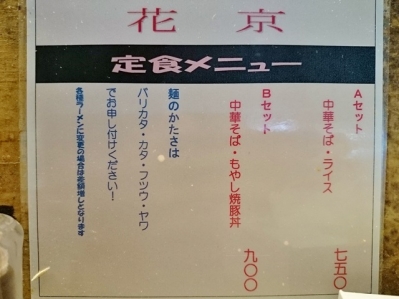 花京
定食メニュー
Aセット
中華そば・ライス 七五〇
Bセット
中華そば・もやし焼豚丼 九〇〇
麺のかたさは
バリカタ・カタ・フツウ・ヤワ
でお申し付けください!
各種ラーメンに変更の場合は差額増しとなります